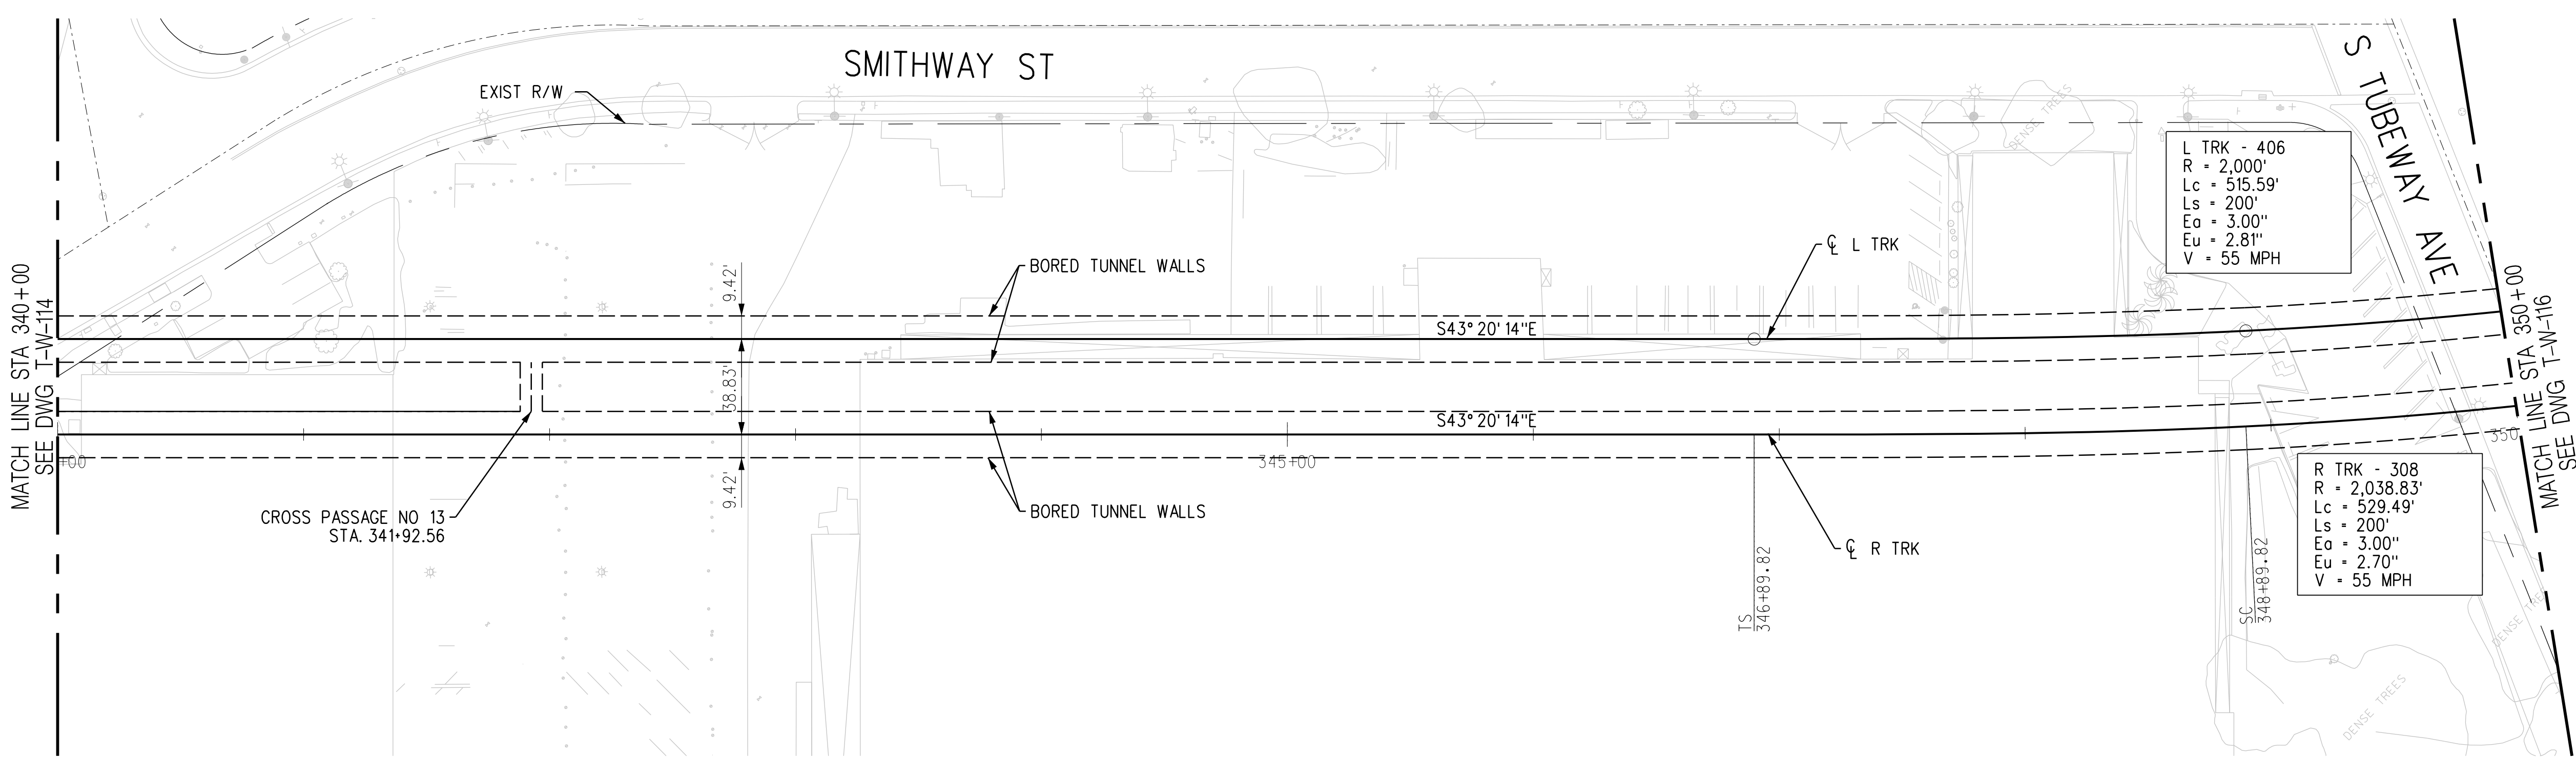 SMITHWAY ST
S TUBEWAY AVE
EXIST R/W
DENSE TREES
L TRK - 406
R = 2,000'
Lc = 515.59'
Ls = 200'
Ea = 3.00"
Eu = 2.81"
V = 55 MPH
MATCH LINE STA 340+00
SEE DWG T-W-114
9.42'
BORED TUNNEL WALLS
℄ L TRK
S43°20'14"E
38.83'
S43°20'14"E
+00
345+00
350
MATCH LINE STA 350+00
SEE DWG T-W-116
9.42'
CROSS PASSAGE NO 13
STA. 341+92.56
BORED TUNNEL WALLS
℄ R TRK
TS
346+89.82
SC
348+89.82
R TRK - 308
R = 2,038.83'
Lc = 529.49'
Ls = 200'
Ea = 3.00"
Eu = 2.70"
V = 55 MPH
DENSE TREES
DENSE TREES